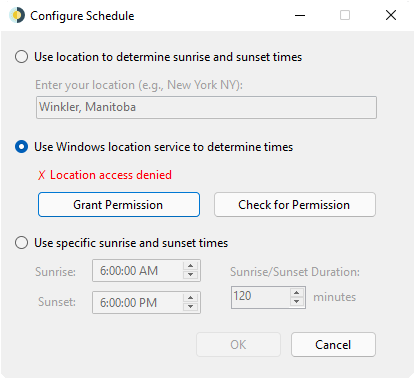 Configure Schedule
Use location to determine sunrise and sunset times
Enter your location (e.g., New York NY):
Winkler, Manitoba
Use Windows location service to determine times
✗ Location access denied
Grant Permission
Check for Permission
Use specific sunrise and sunset times
Sunrise: 6:00:00 AM
Sunrise/Sunset Duration:
Sunset: 6:00:00 PM
120 minutes
OK
Cancel